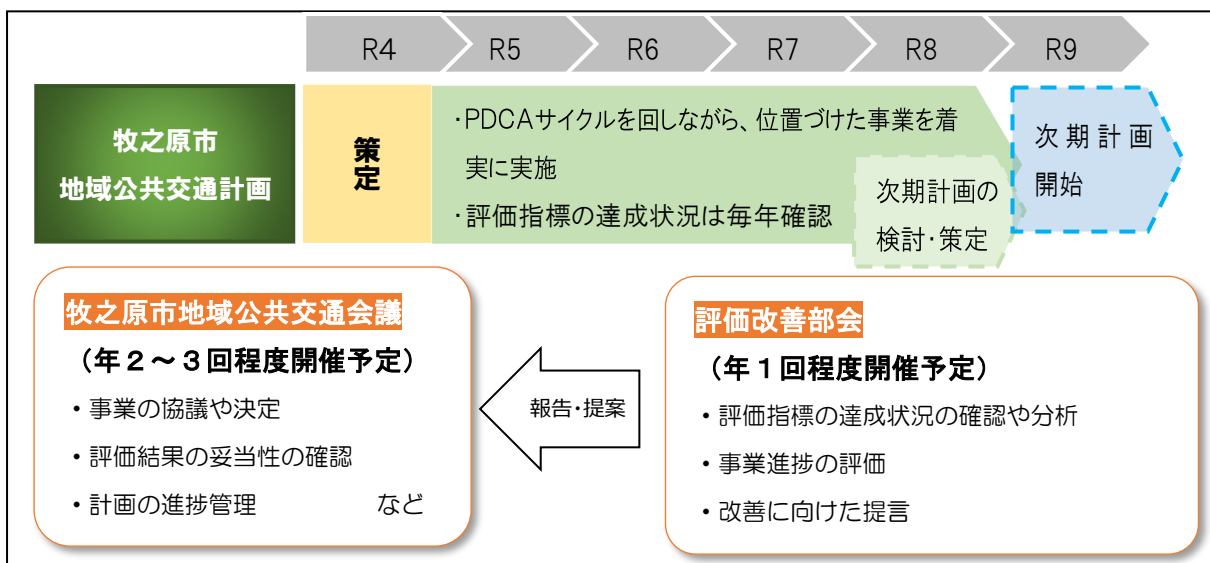 R4
R5
R6
R7
R8
R9
牧之原市
地域公共交通計画
策定
・PDCAサイクルを回しながら、位置づけた事業を着
実に実施
・評価指標の達成状況は毎年確認
次期計画の
検討・策定
次期計画
開始
牧之原市地域公共交通会議
（年２～３回程度開催予定）
・事業の協議や決定
・評価結果の妥当性の確認
・計画の進捗管理　　　　など
報告・提案
評価改善部会
（年１回程度開催予定）
・評価指標の達成状況の確認や分析
・事業進捗の評価
・改善に向けた提言